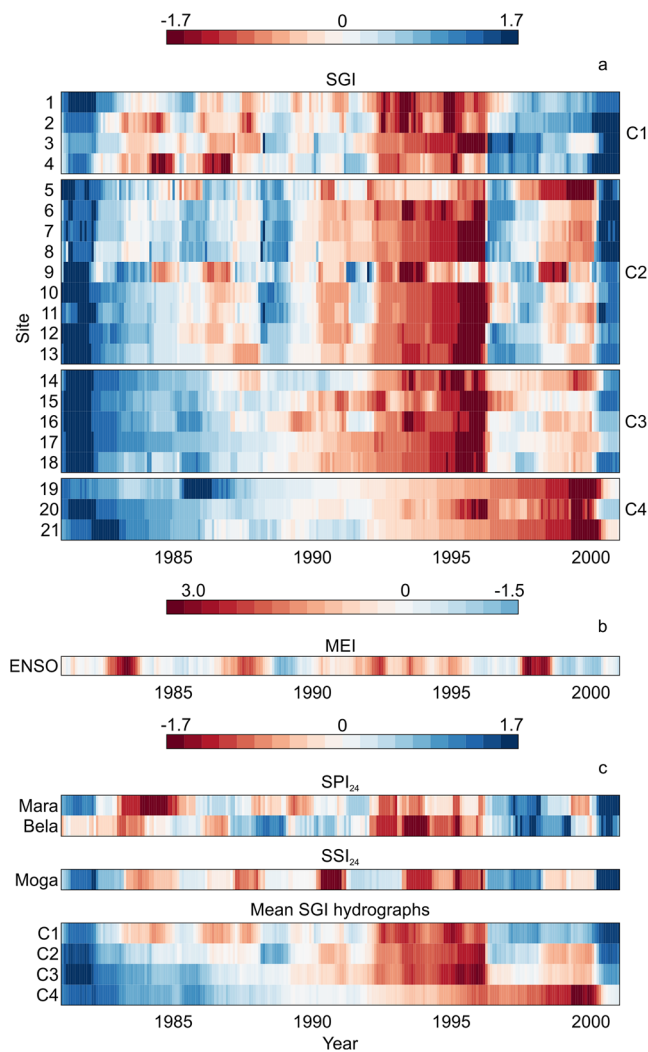 -1.7 0 1.7
a
SGI
1
2
3
4
C1
5
6
7
8
9
10
11
12
13
C2
14
15
16
17
18
C3
19
20
21
C4
Site
1985 1990 1995 2000
3.0 0 -1.5
b
MEI
ENSO
1985 1990 1995 2000
-1.7 0 1.7
c
SPI24
Mara
Bela
SSI24
Moga
Mean SGI hydrographs
C1
C2
C3
C4
1985 1990 1995 2000
Year